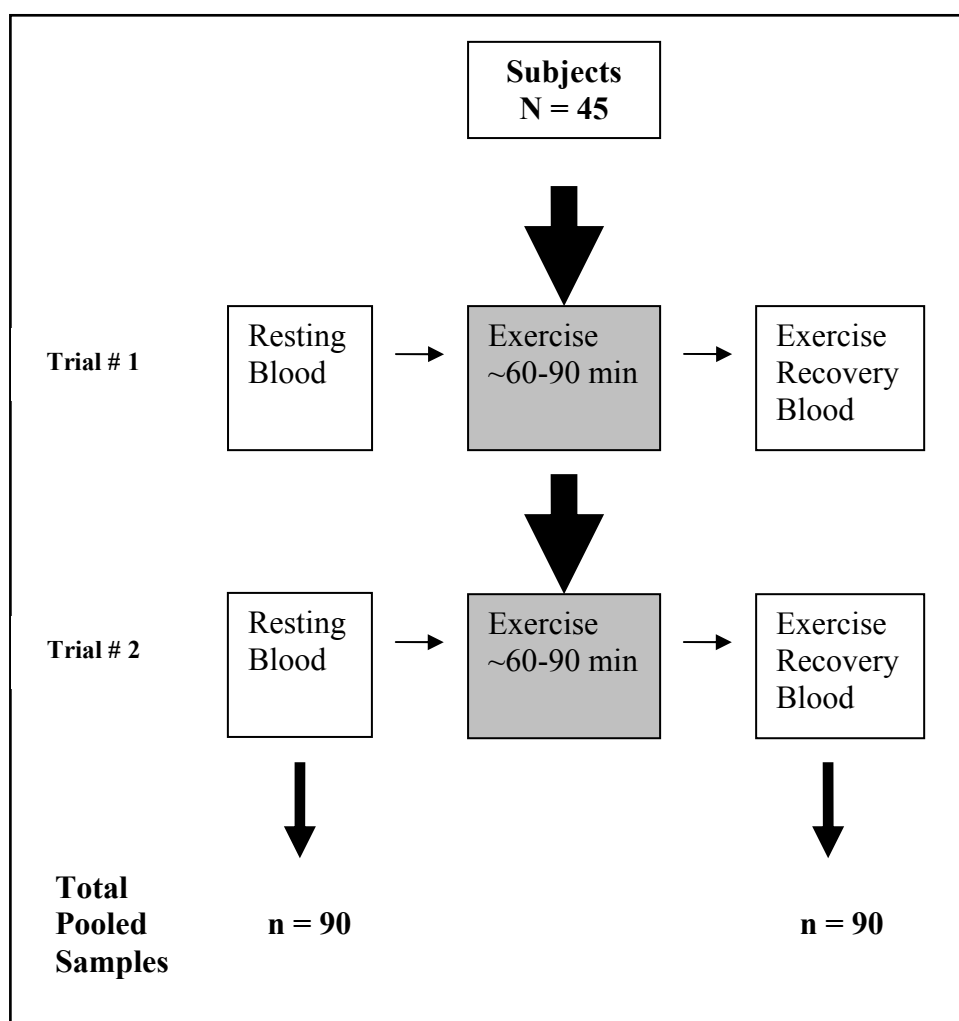 Subjects
N = 45
Trial # 1
Resting
Blood
Exercise
~60-90 min
Exercise
Recovery
Blood
Trial # 2
Resting
Blood
Exercise
~60-90 min
Exercise
Recovery
Blood
Total
Pooled
Samples
n = 90
n = 90